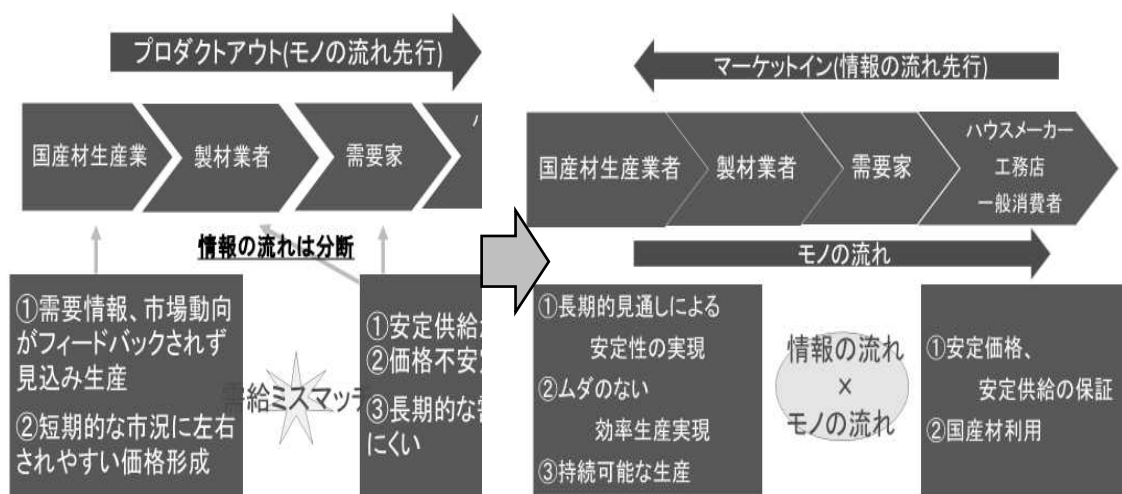 プロダクトアウト(モノの流れ先行)
国産材生産業
製材業者
需要家
情報の流れは分断
①需要情報、市場動向
がフィードバックされず
見込み生産
②短期的な市況に左右
されやすい価格形成
需給ミスマッチ
①安定供給
②価格不安定
③長期的な
にくい
マーケットイン(情報の流れ先行)
国産材生産業者
製材業者
需要家
ハウスメーカー
工務店
一般消費者
モノの流れ
①長期的見通しによる
安定性の実現
②ムダのない
効率生産実現
③持続可能な生産
情報の流れ
×
モノの流れ
①安定価格、
安定供給の保証
②国産材利用